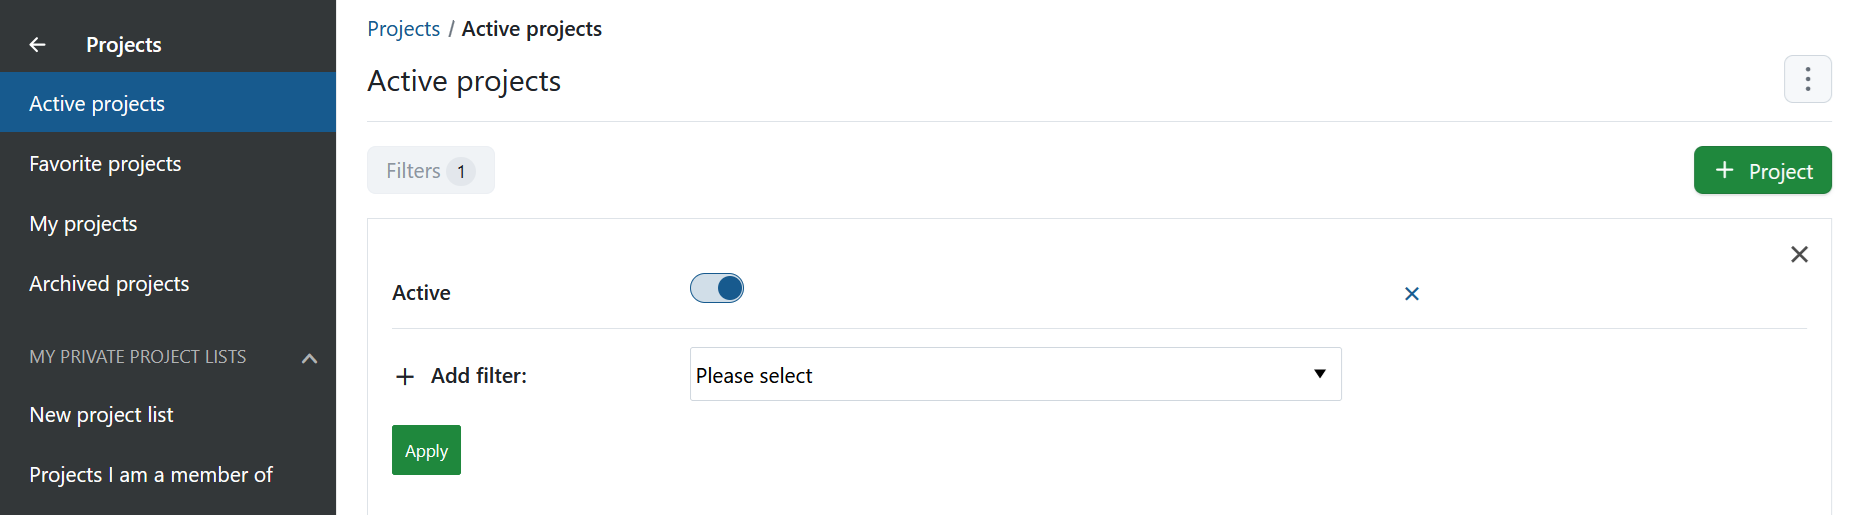 Projects
Active projects
Favorite projects
My projects
Archived projects
MY PRIVATE PROJECT LISTS
New project list
Projects I am a member of
Projects / Active projects
Active projects
Filters 1
+ Project
Active
+ Add filter:
Please select
Apply